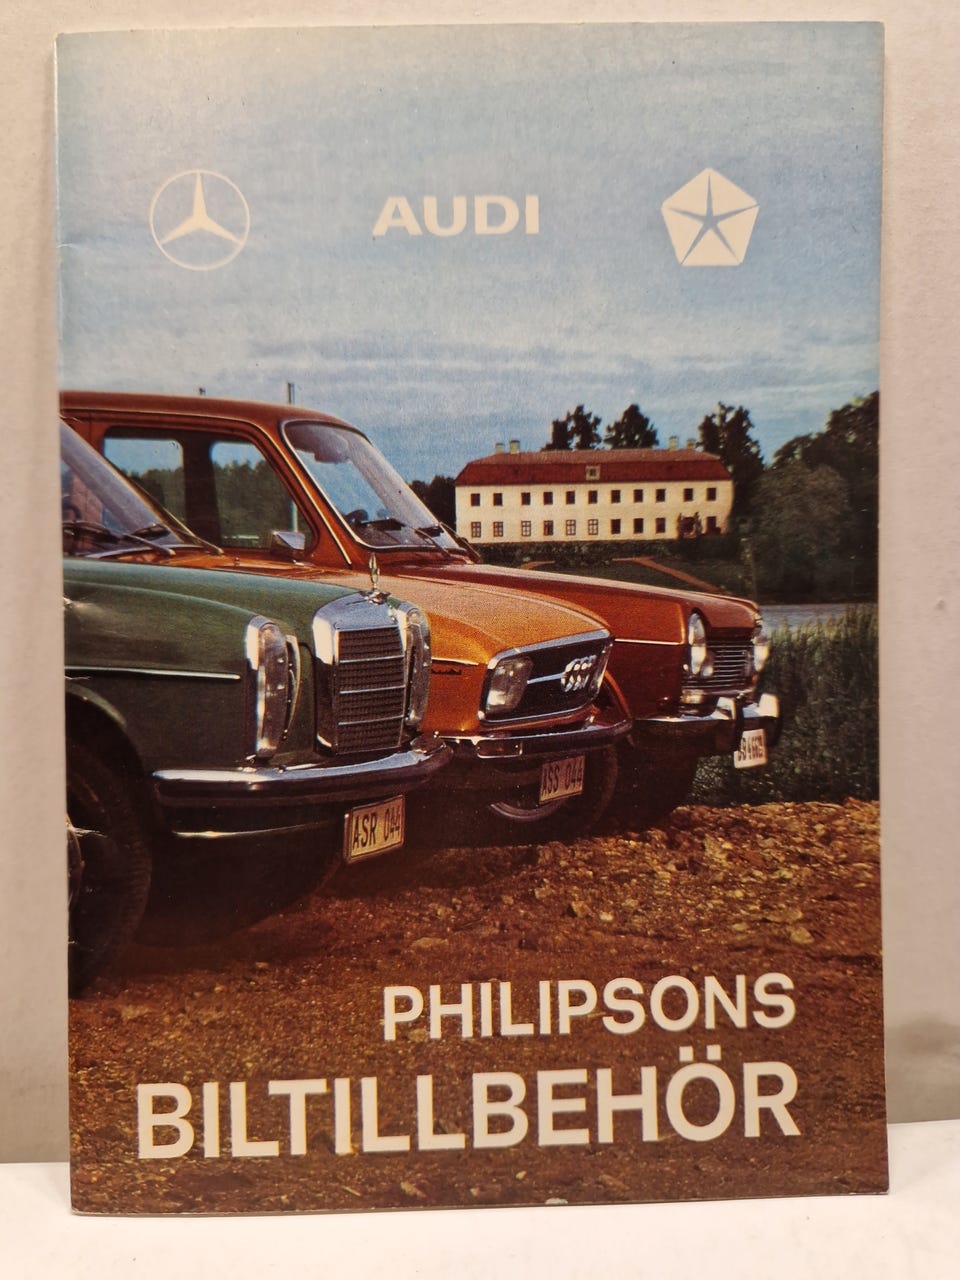 AUDI
ASR 044
ASS 044
PHILIPSONS
BILTILLBEHÖR